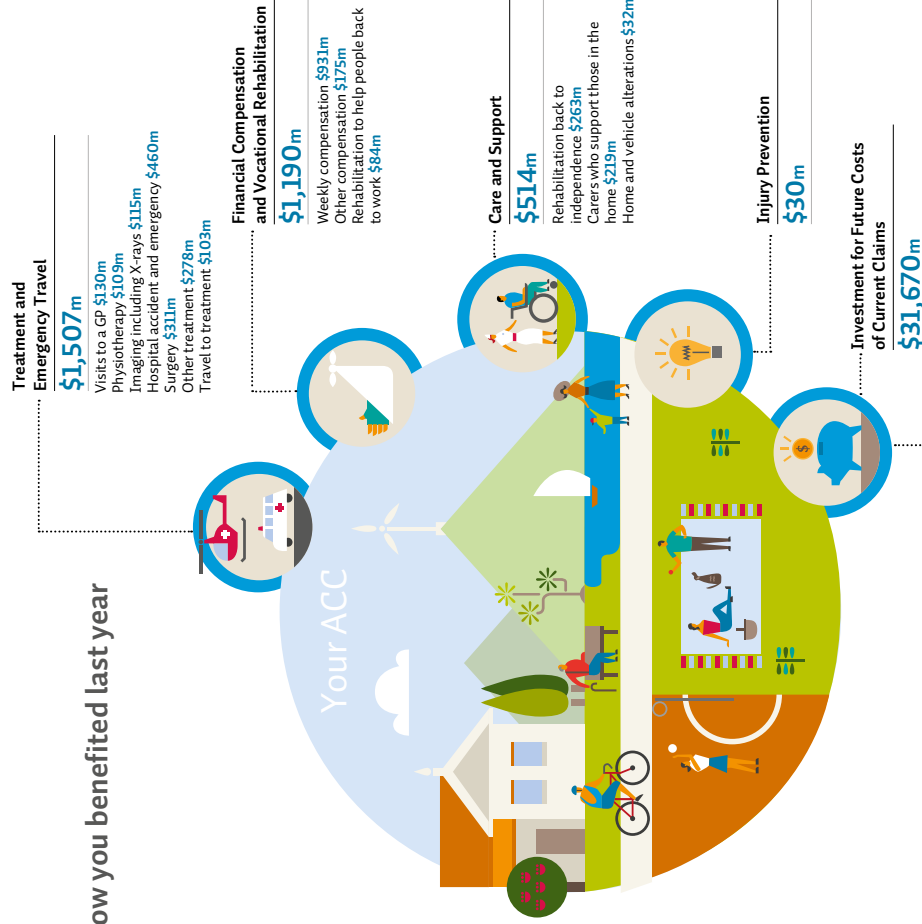 ow you benefited last year
Treatment and
Emergency Travel
$1,507m
Visits to a GP $130m
Physiotherapy $109m
Imaging including X-rays $115m
Hospital accident and emergency $460m
Surgery $311m
Other treatment $278m
Travel to treatment $103m
Financial Compensation
and Vocational Rehabilitation
$1,190m
Weekly compensation $931m
Other compensation $175m
Rehabilitation to help people back
to work $84m
Care and Support
$514m
Rehabilitation back to
independence $263m
Carers who support those in the
home $219m
Home and vehicle alterations $32m
Injury Prevention
$30m
Investment for Future Costs
of Current Claims
$31,670m
Your ACC
$